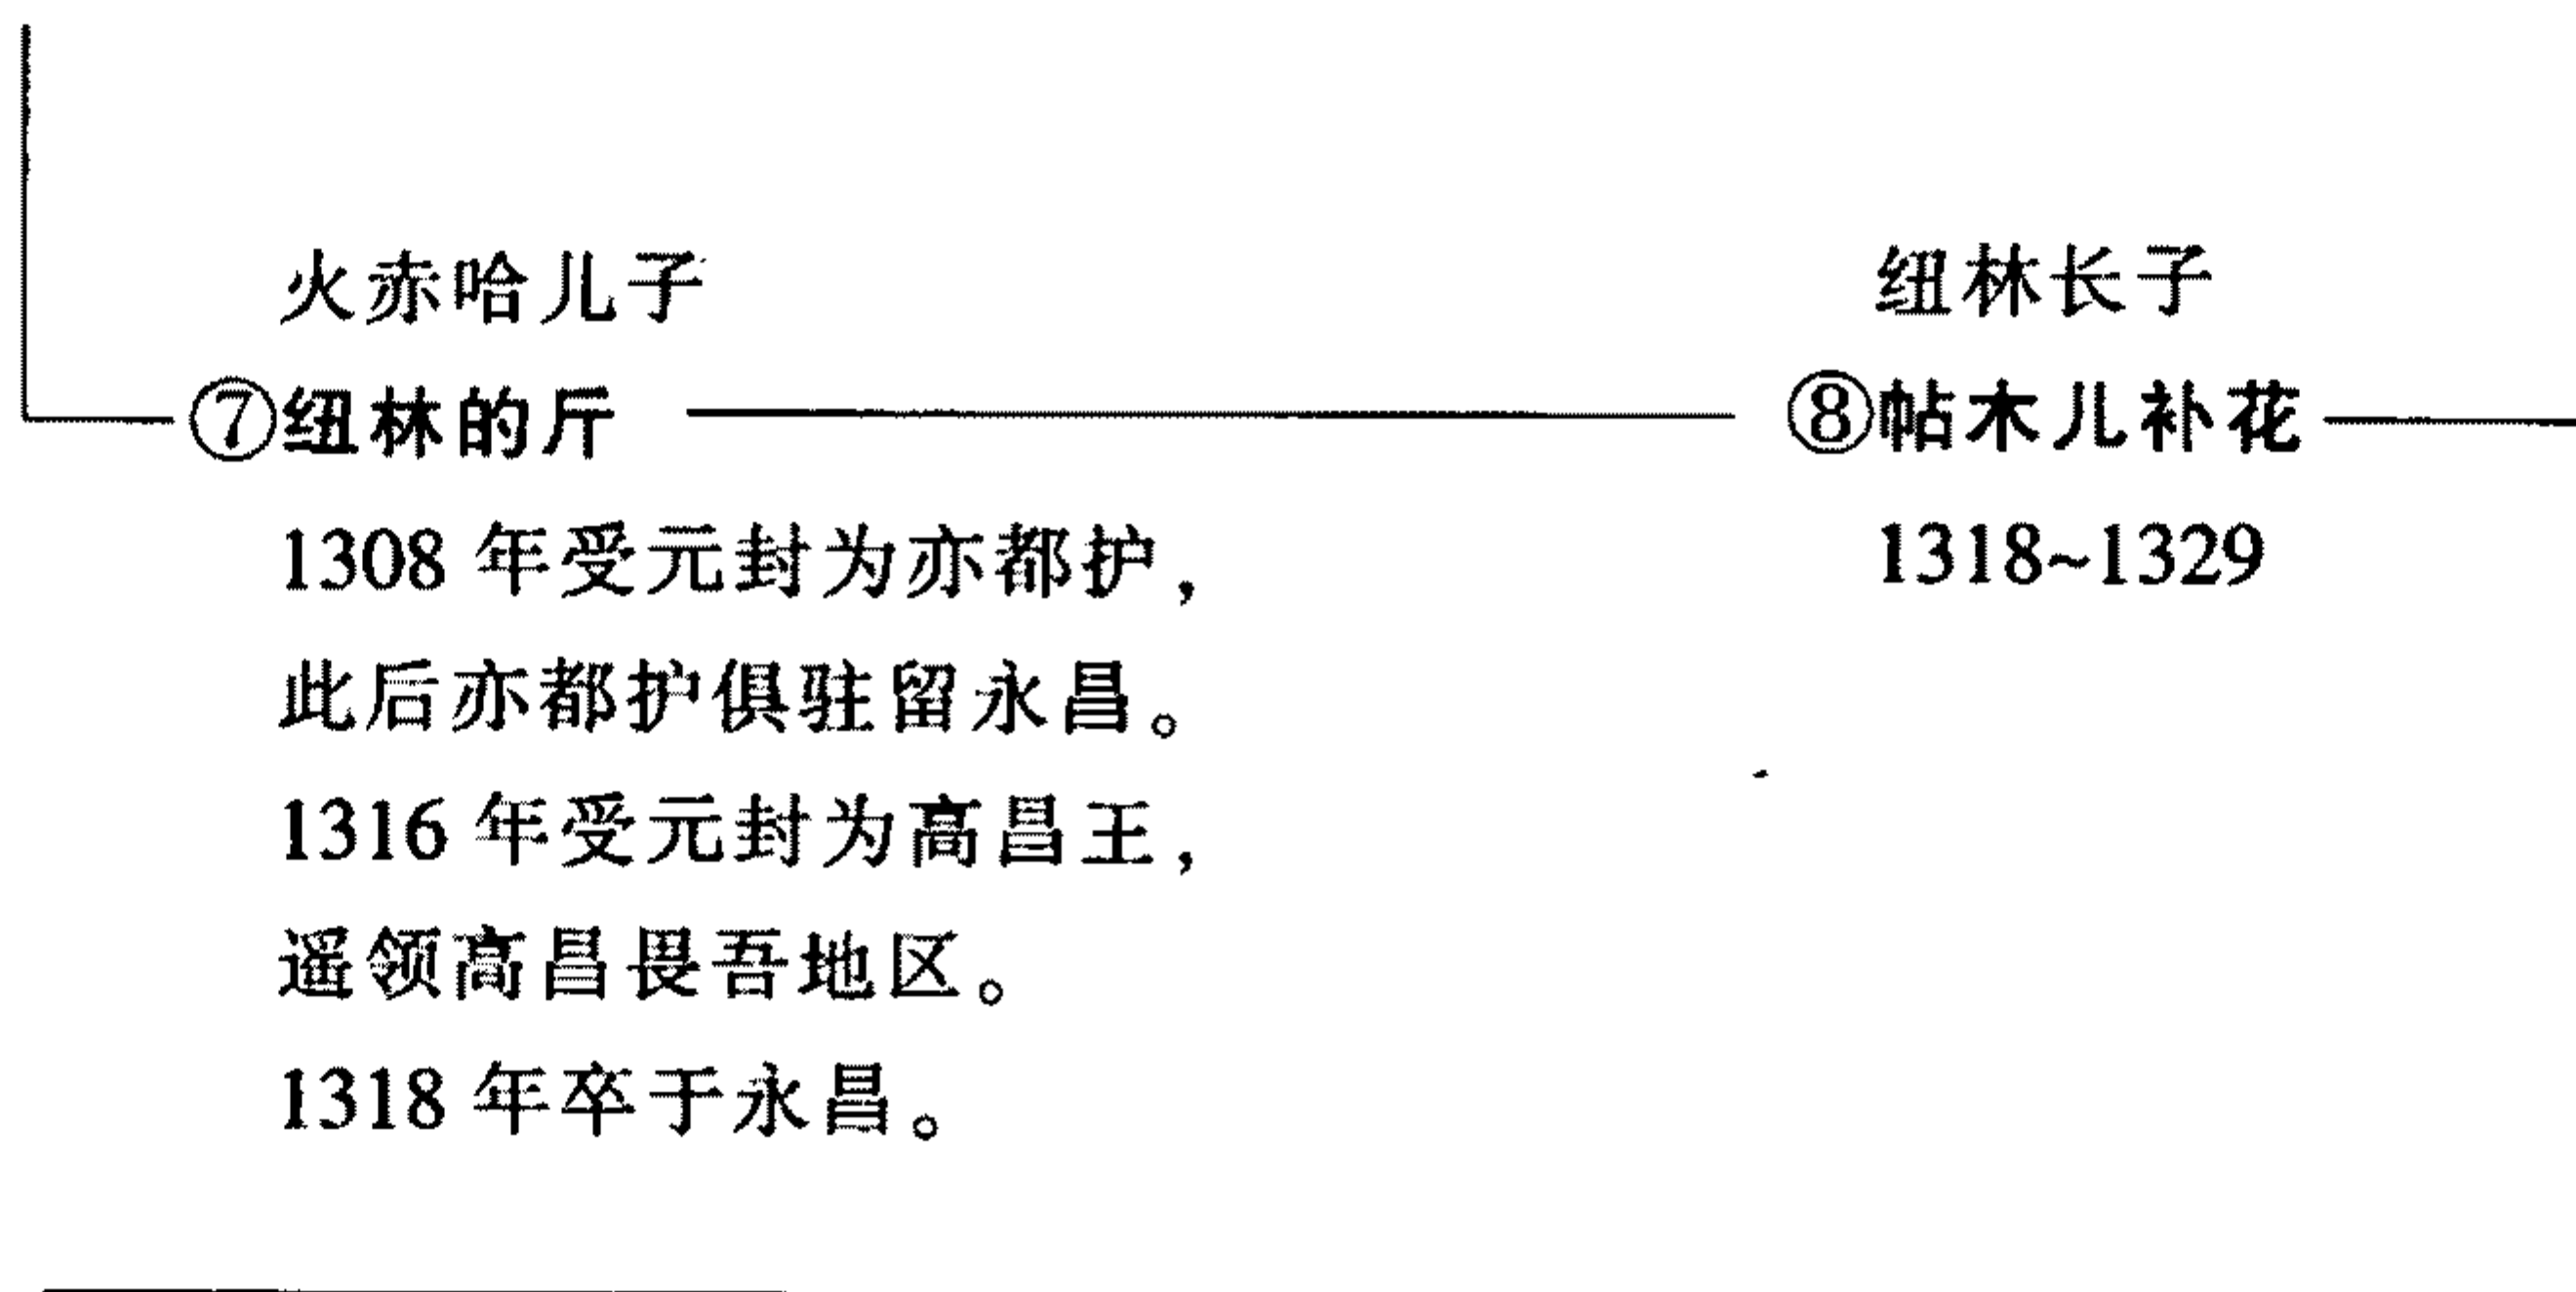 火赤哈儿子
⑦纽林的斤
1308 年受元封为亦都护，
此后亦都护俱驻留永昌。
1316 年受元封为高昌王，
遥领高昌畏吾地区。
1318 年卒于永昌。
纽林长子
⑧帖木儿补花
1318~1329